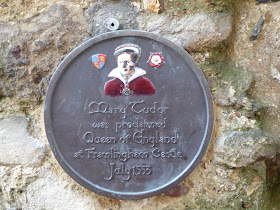 Mary Tudor
was proclaimed
Queen of England
at Framlingham Castle
July 1553